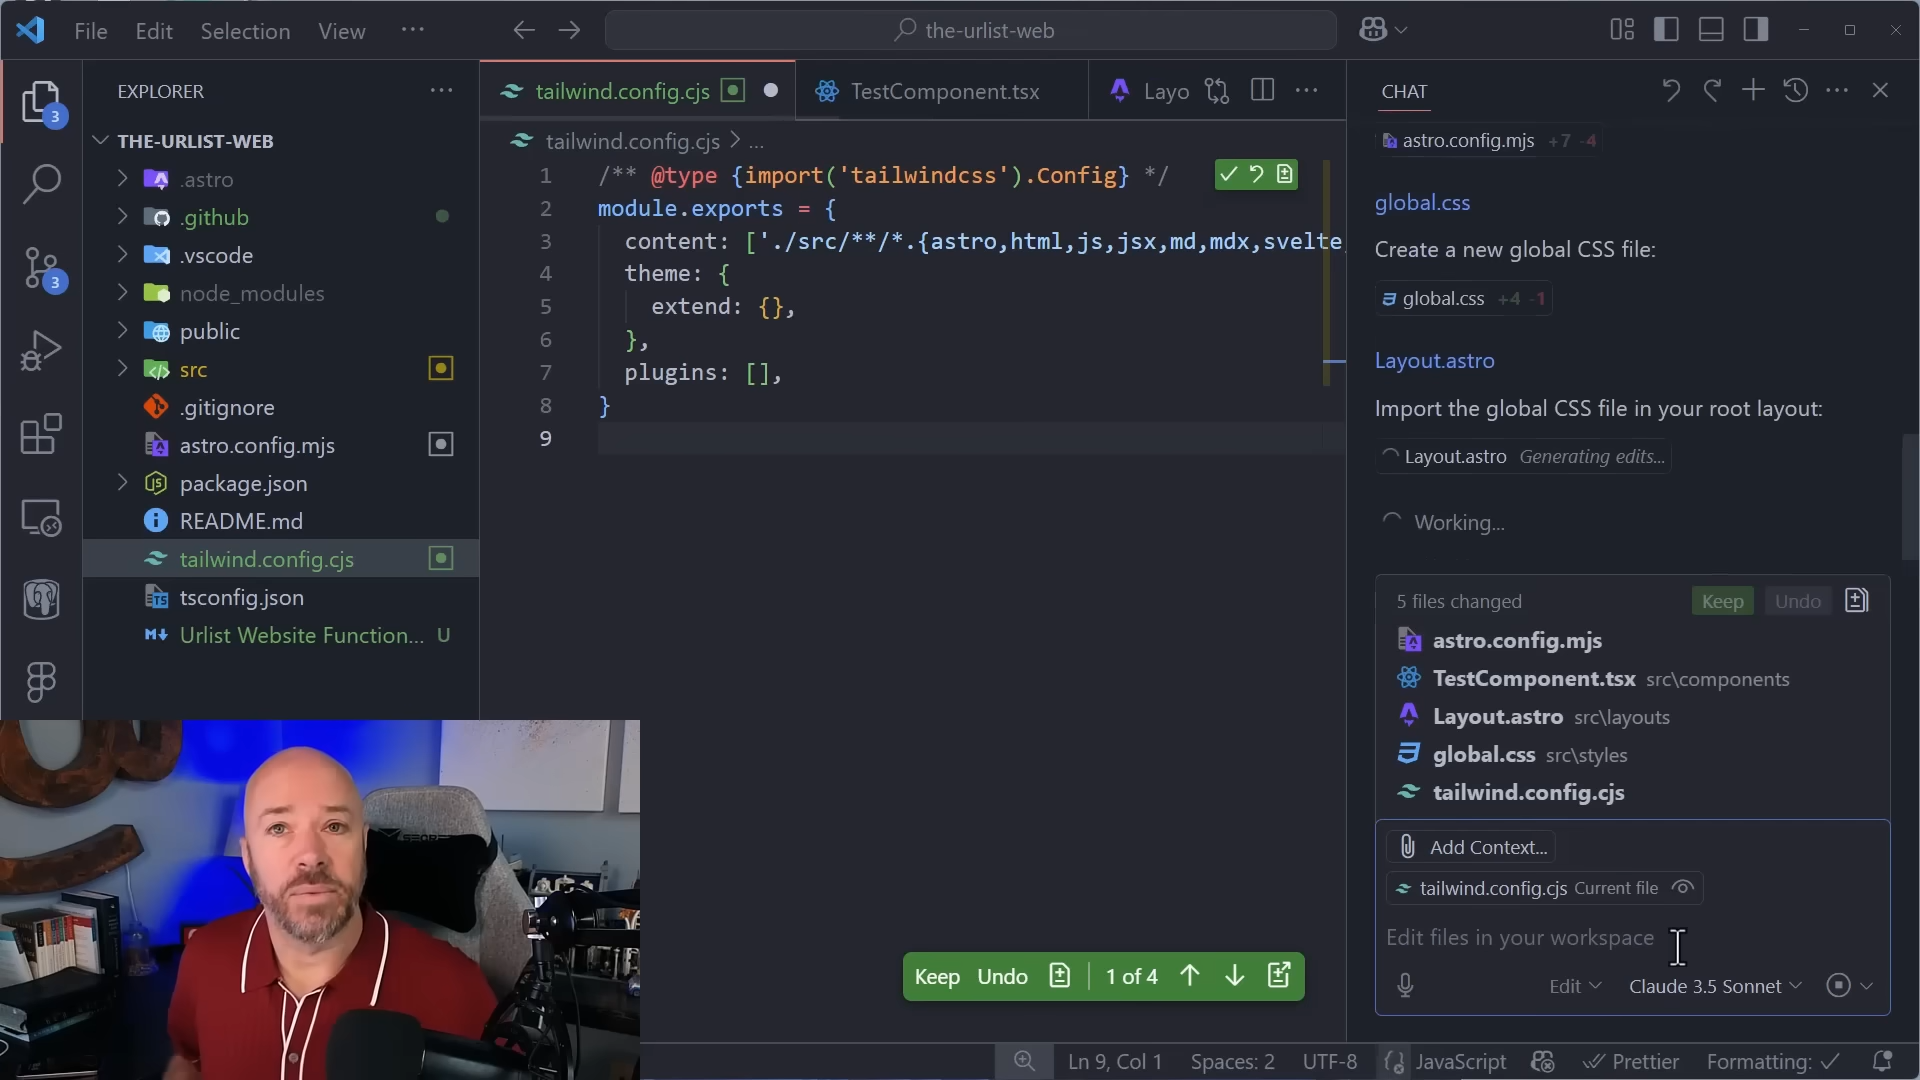 File Edit Selection View ...
the-urlist-web
EXPLORER
THE-URLIST-WEB
.astro
.github
.vscode
node_modules
public
src
.gitignore
astro.config.mjs
package.json
README.md
tailwind.config.cjs
tsconfig.json
Urlist Website Function... U
3
3
tailwind.config.cjs
TestComponent.tsx
Layo
tailwind.config.cjs > ...
1 /** @type {import('tailwindcss').Config} */
2 module.exports = {
3 content: ['./src/**/*.{astro,html,js,jsx,md,mdx,svelte,
4 theme: {
5 extend: {},
6 },
7 plugins: [],
8 }
9
Keep Undo 1 of 4
CHAT
astro.config.mjs +7 -4
global.css
Create a new global CSS file:
global.css +4 -1
Layout.astro
Import the global CSS file in your root layout:
Layout.astro Generating edits...
Working...
5 files changed Keep Undo
astro.config.mjs
TestComponent.tsx src\components
Layout.astro src\layouts
global.css src\styles
tailwind.config.cjs
Add Context...
tailwind.config.cjs Current file
Edit files in your workspace
Edit Claude 3.5 Sonnet
Ln 9, Col 1 Spaces: 2 UTF-8 JavaScript Prettier Formatting: